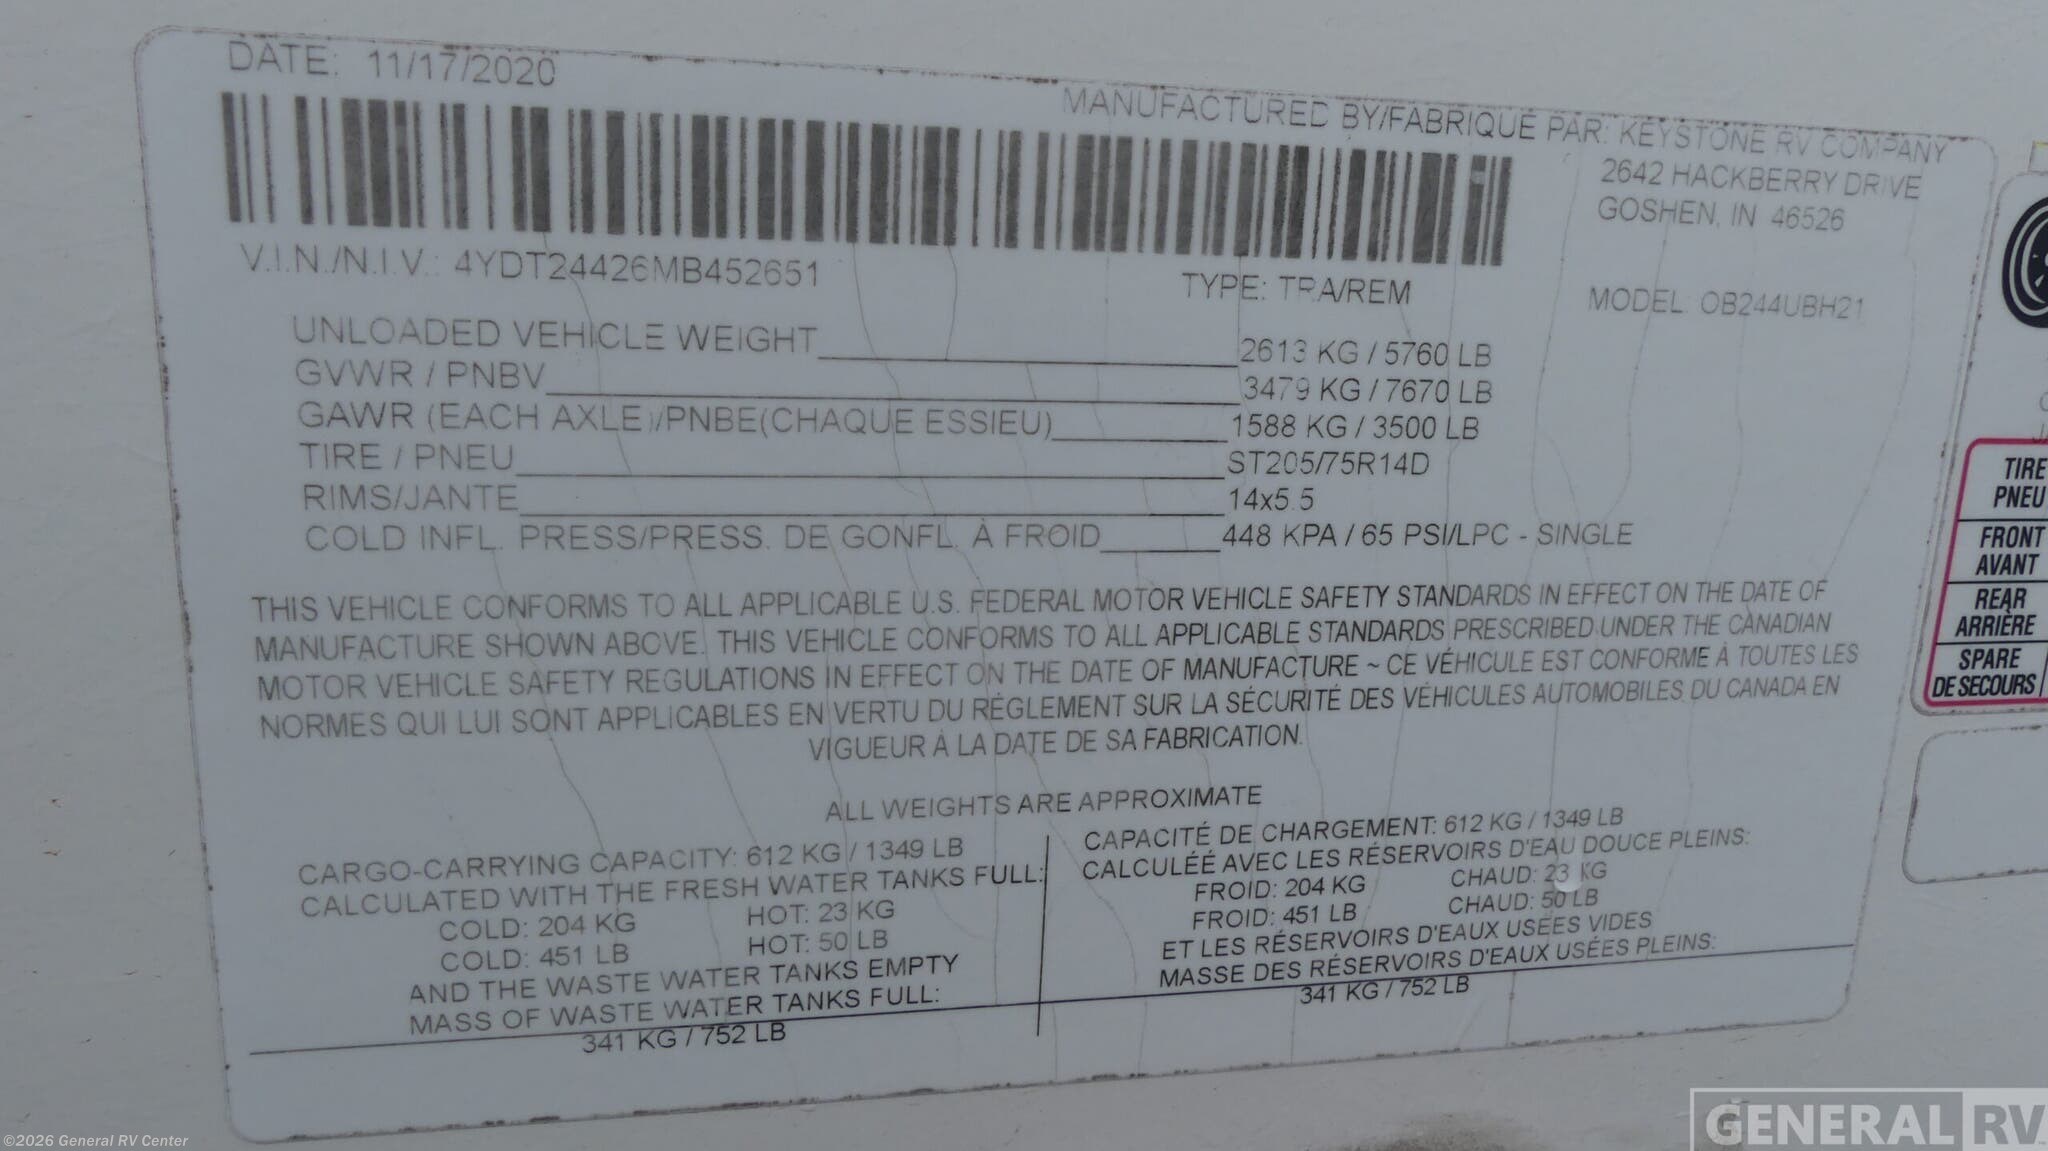 DATE: 11/17/2020
MANUFACTURED BY/FABRIQUÉ PAR: KEYSTONE RV COMPANY
2642 HACKBERRY DRIVE
GOSHEN, IN 46526
V.I.N./N.I.V.: 4YDT24426MB452651
TYPE: TRA/REM
MODEL: OB244UBH21
UNLOADED VEHICLE WEIGHT 2613 KG / 5760 LB
GVWR / PNBV 3479 KG / 7670 LB
GAWR (EACH AXLE)/PNBE(CHAQUE ESSIEU) 1588 KG / 3500 LB
TIRE / PNEU ST205/75R14D
RIMS/JANTE 14x5.5
COLD INFL. PRESS/PRESS. DE GONFL. À FROID 448 KPA / 65 PSI/LPC - SINGLE
THIS VEHICLE CONFORMS TO ALL APPLICABLE U.S. FEDERAL MOTOR VEHICLE SAFETY STANDARDS IN EFFECT ON THE DATE OF
MANUFACTURE SHOWN ABOVE. THIS VEHICLE CONFORMS TO ALL APPLICABLE STANDARDS PRESCRIBED UNDER THE CANADIAN
MOTOR VEHICLE SAFETY REGULATIONS IN EFFECT ON THE DATE OF MANUFACTURE ~ CE VÉHICULE EST CONFORME À TOUTES LES
NORMES QUI LUI SONT APPLICABLES EN VERTU DU RÈGLEMENT SUR LA SÉCURITÉ DES VÉHICULES AUTOMOBILES DU CANADA EN
VIGUEUR À LA DATE DE SA FABRICATION.
ALL WEIGHTS ARE APPROXIMATE
CARGO-CARRYING CAPACITY: 612 KG / 1349 LB
CALCULATED WITH THE FRESH WATER TANKS FULL:
COLD: 204 KG HOT: 23 KG
COLD: 451 LB HOT: 50 LB
AND THE WASTE WATER TANKS EMPTY
MASS OF WASTE WATER TANKS FULL:
341 KG / 752 LB
CAPACITÉ DE CHARGEMENT: 612 KG / 1349 LB
CALCULÉÉ AVEC LES RÉSERVOIRS D'EAU DOUCE PLEINS:
FROID: 204 KG CHAUD: 23 KG
FROID: 451 LB CHAUD: 50 LB
ET LES RÉSERVOIRS D'EAUX USÉES VIDES
MASSE DES RÉSERVOIRS D'EAUX USÉES PLEINS:
341 KG / 752 LB
TIRE
PNEU
FRONT
AVANT
REAR
ARRIÈRE
SPARE
DE SECOURS
©2026 General RV Center
GENERAL RV